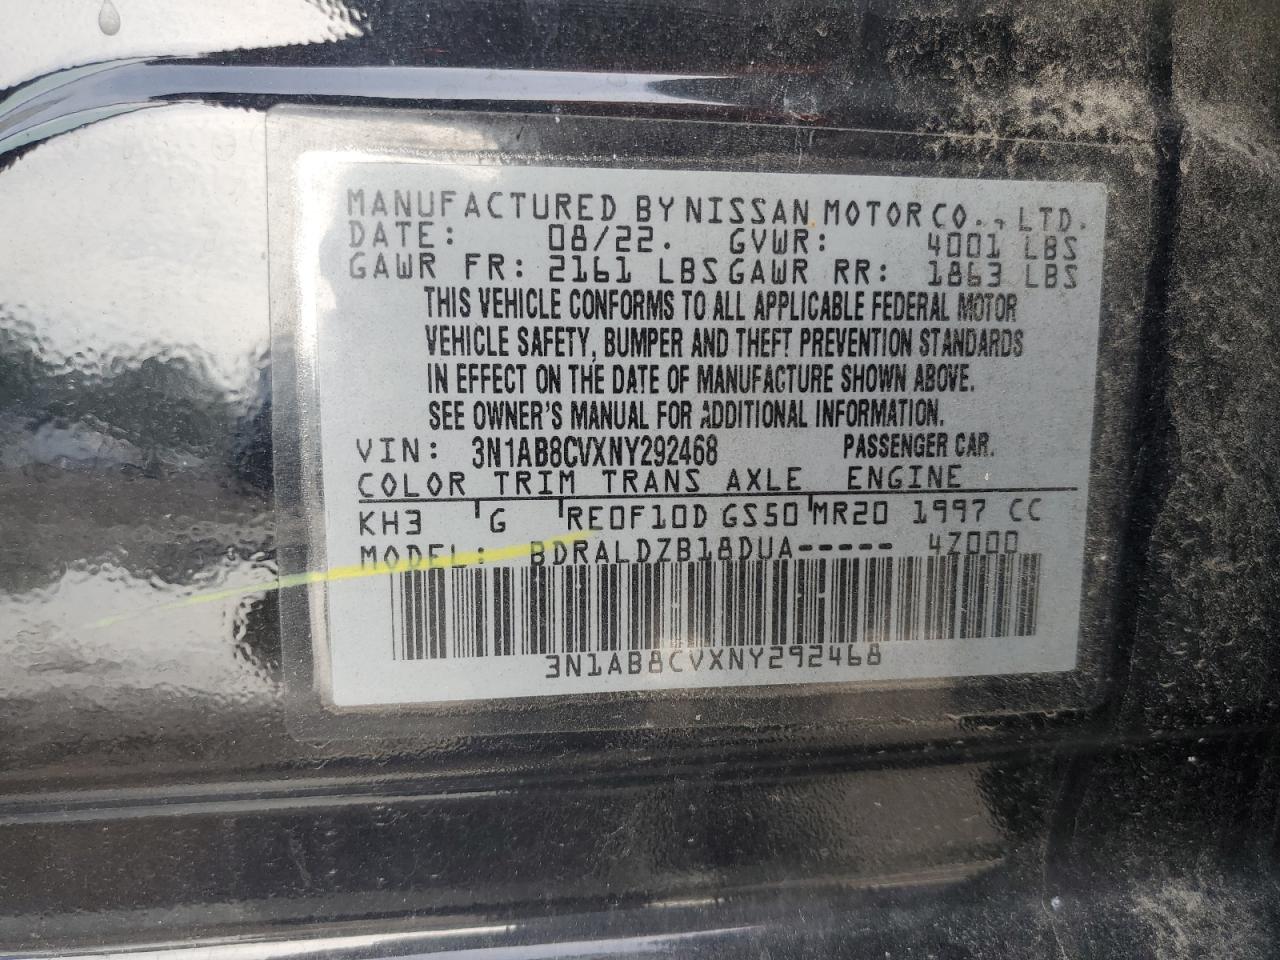 MANUFACTURED BY NISSAN MOTOR CO., LTD.
DATE: 08/22. GVWR: 4001 LBS
GAWR FR: 2161 LBS GAWR RR: 1863 LBS
THIS VEHICLE CONFORMS TO ALL APPLICABLE FEDERAL MOTOR
VEHICLE SAFETY, BUMPER AND THEFT PREVENTION STANDARDS
IN EFFECT ON THE DATE OF MANUFACTURE SHOWN ABOVE.
SEE OWNER'S MANUAL FOR ADDITIONAL INFORMATION.
VIN: 3N1AB8CVXNY292468 PASSENGER CAR.
COLOR TRIM TRANS AXLE ENGINE
KH3 'G 'RE0F10D GS50'MR20 1997 CC
MODEL: BDRALDZB18DUA----- 4Z000
3N1AB8CVXNY292468